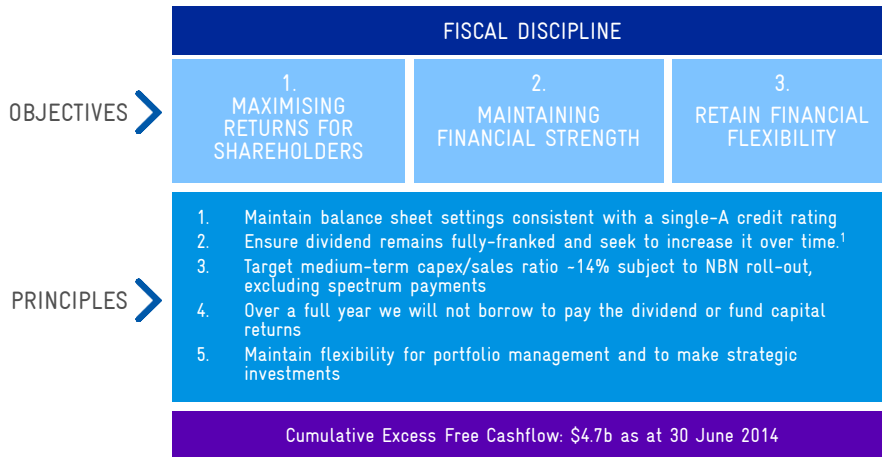 FISCAL DISCIPLINE
OBJECTIVES
1.
MAXIMISING
RETURNS FOR
SHAREHOLDERS
2.
MAINTAINING
FINANCIAL STRENGTH
3.
RETAIN FINANCIAL
FLEXIBILITY
PRINCIPLES
1. Maintain balance sheet settings consistent with a single-A credit rating
2. Ensure dividend remains fully-franked and seek to increase it over time.¹
3. Target medium-term capex/sales ratio ~14% subject to NBN roll-out,
excluding spectrum payments
4. Over a full year we will not borrow to pay the dividend or fund capital
returns
5. Maintain flexibility for portfolio management and to make strategic
investments
Cumulative Excess Free Cashflow: $4.7b as at 30 June 2014